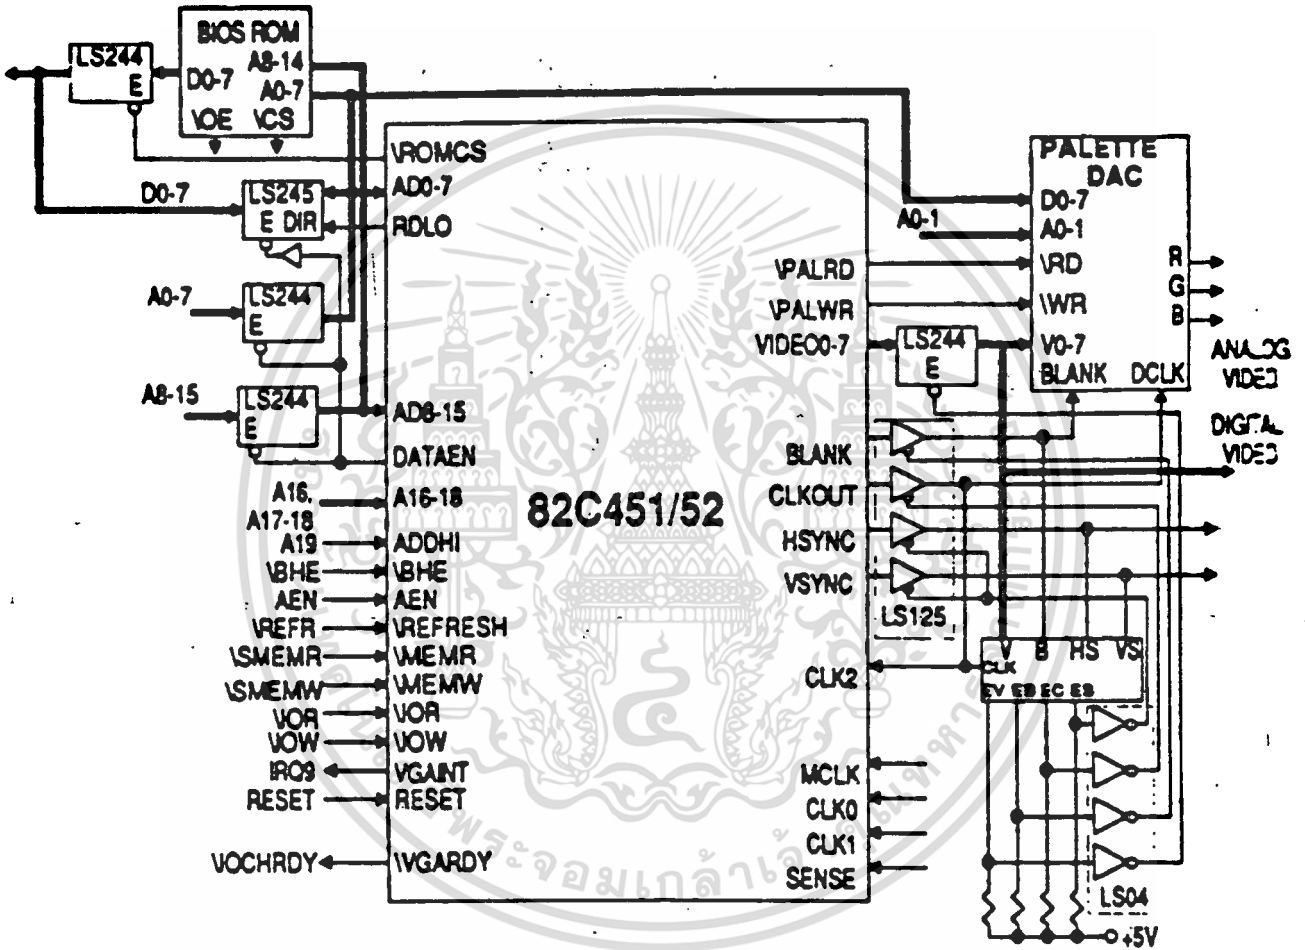 BIOS ROM
LS244
E
D0-7
A8-14
A0-7
\OE \CS
D0-7
LS245
E DIR
A0-7
LS244
E
A8-15
LS244
E
A16,
A17-18
A19
\BHE
AEN
\REFR
\SMEMR
\SMEMW
\IOR
\IOW
IRQ9
RESET
\IOCHRDY
\ROMCS
AD0-7
RDLO
AD8-15
DATAEN
A16-18
ADDHI
\BHE
AEN
\REFRESH
\MEMR
\MEMW
\IOR
\IOW
VGAINT
RESET
\VGARDY
82C451/52
\PALRD
\PALWR
VIDEO0-7
BLANK
CLKOUT
HSYNC
VSYNC
CLK2
MCLK
CLK0
CLK1
SENSE
LS244
E
LS125
A0-1
PALETTE
DAC
D0-7
A0-1
\RD
\WR
V0-7
BLANK DCLK
R
G
B
ANALOG
VIDEO
DIGITAL
VIDEO
V B HS VS
CLK
EV EB EC ES
LS04
+5V